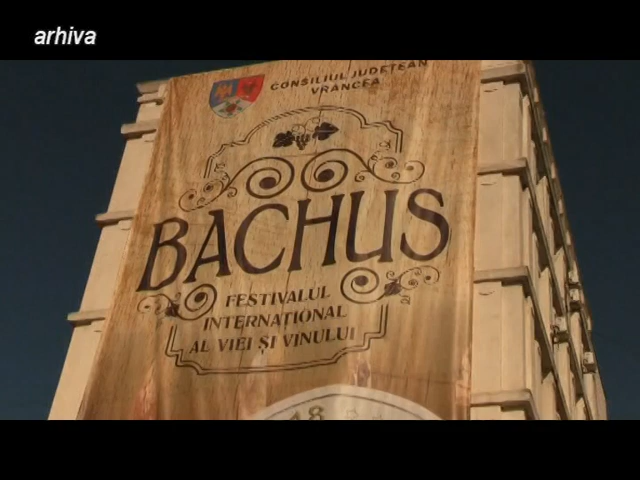 arhiva
CONSILIUL JUDEȚEAN
VRANCEA
BACHUS
FESTIVALUL
INTERNAȚIONAL
AL VIEI ȘI VINULUI